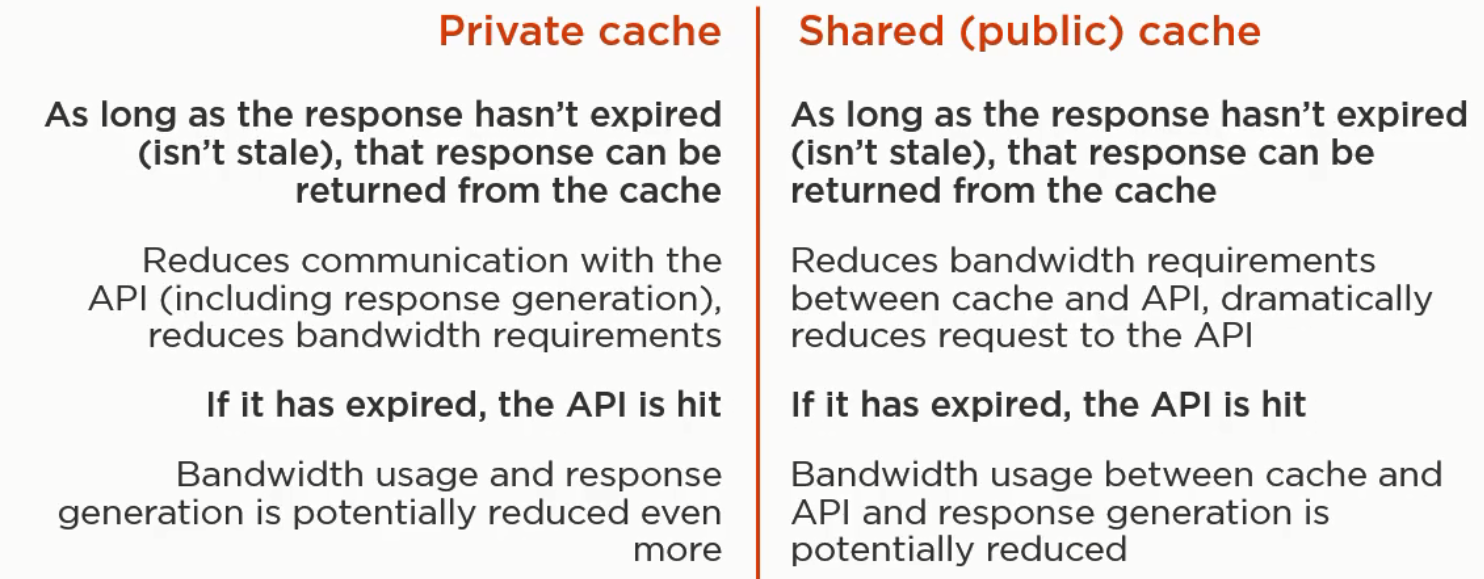 Private cache
As long as the response hasn't expired
(isn't stale), that response can be
returned from the cache
Reduces communication with the
API (including response generation),
reduces bandwidth requirements
If it has expired, the API is hit
Bandwidth usage and response
generation is potentially reduced even
more
Shared (public) cache
As long as the response hasn't expired
(isn't stale), that response can be
returned from the cache
Reduces bandwidth requirements
between cache and API, dramatically
reduces request to the API
If it has expired, the API is hit
Bandwidth usage between cache and
API and response generation is
potentially reduced